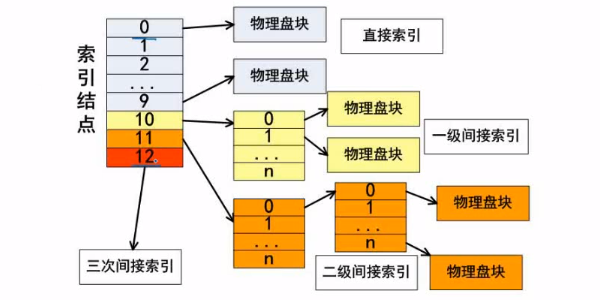 索引结点
0
1
2
...
9
10
11
12
物理盘块
直接索引
物理盘块
0
1
...
n
物理盘块
物理盘块
一级间接索引
0
1
...
n
0
1
...
n
物理盘块
物理盘块
三次间接索引
二级间接索引